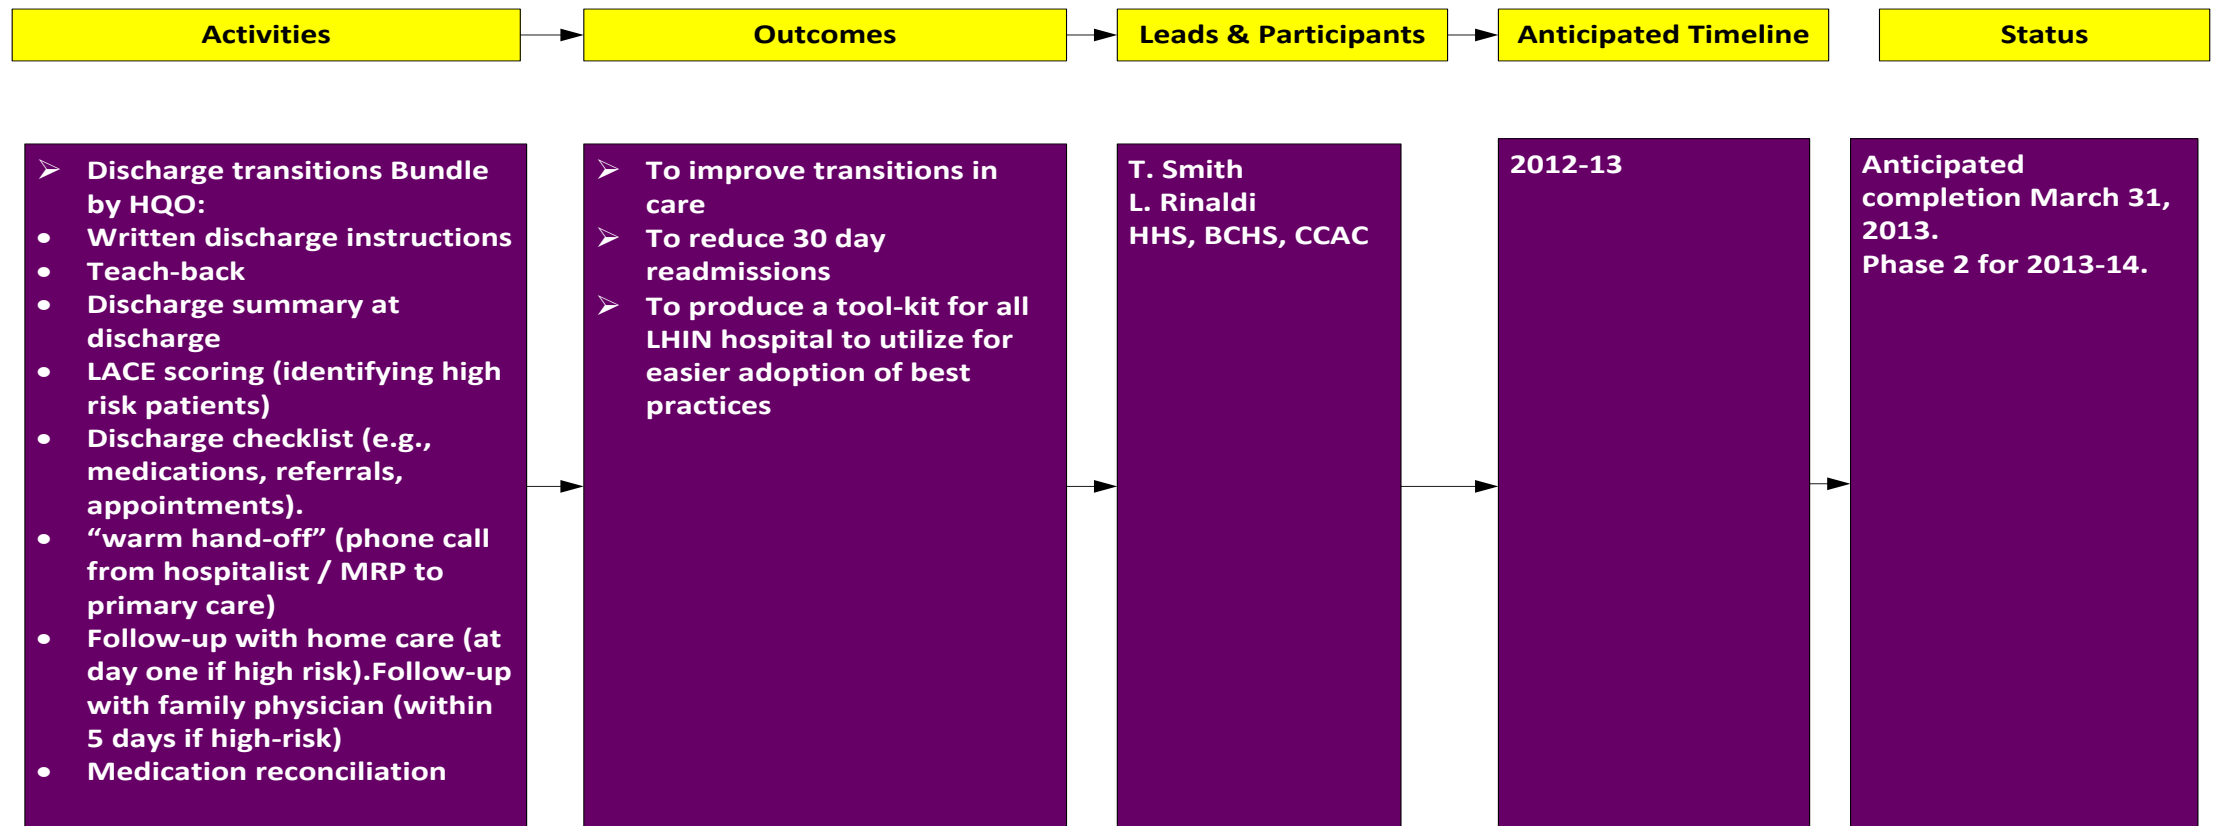 Activities
Outcomes
Leads & Participants
Anticipated Timeline
Status
➢ Discharge transitions Bundle
by HQO:
• Written discharge instructions
• Teach-back
• Discharge summary at
discharge
• LACE scoring (identifying high
risk patients)
• Discharge checklist (e.g.,
medications, referrals,
appointments).
• “warm hand-off” (phone call
from hospitalist / MRP to
primary care)
• Follow-up with home care (at
day one if high risk).Follow-up
with family physician (within
5 days if high-risk)
• Medication reconciliation
➢ To improve transitions in
care
➢ To reduce 30 day
readmissions
➢ To produce a tool-kit for all
LHIN hospital to utilize for
easier adoption of best
practices
T. Smith
L. Rinaldi
HHS, BCHS, CCAC
2012-13
Anticipated
completion March 31,
2013.
Phase 2 for 2013-14.